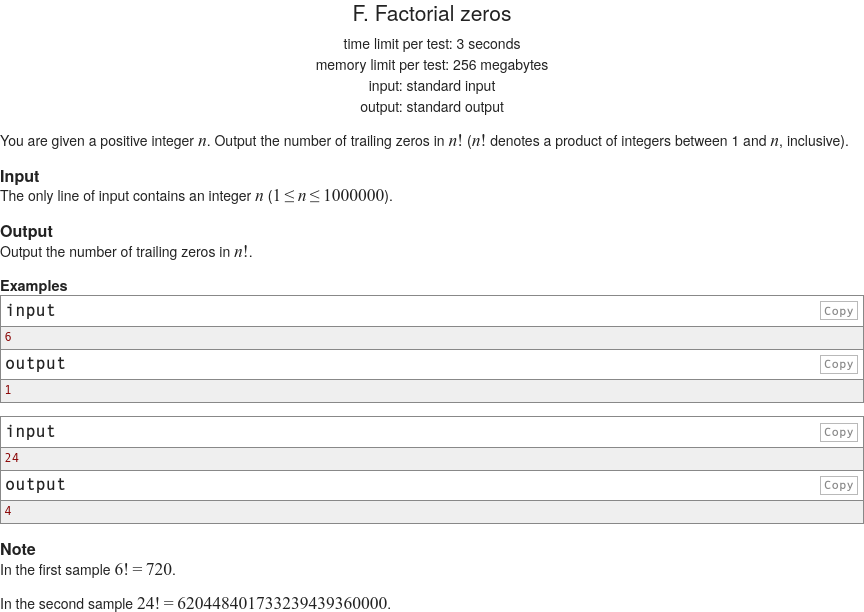 F. Factorial zeros
time limit per test: 3 seconds
memory limit per test: 256 megabytes
input: standard input
output: standard output
You are given a positive integer n. Output the number of trailing zeros in n! (n! denotes a product of integers between 1 and n, inclusive).
Input
The only line of input contains an integer n (1 ≤ n ≤ 1000000).
Output
Output the number of trailing zeros in n!.
Examples
input Copy
6
output Copy
1
input Copy
24
output Copy
4
Note
In the first sample 6! = 720.
In the second sample 24! = 620448401733239439360000.